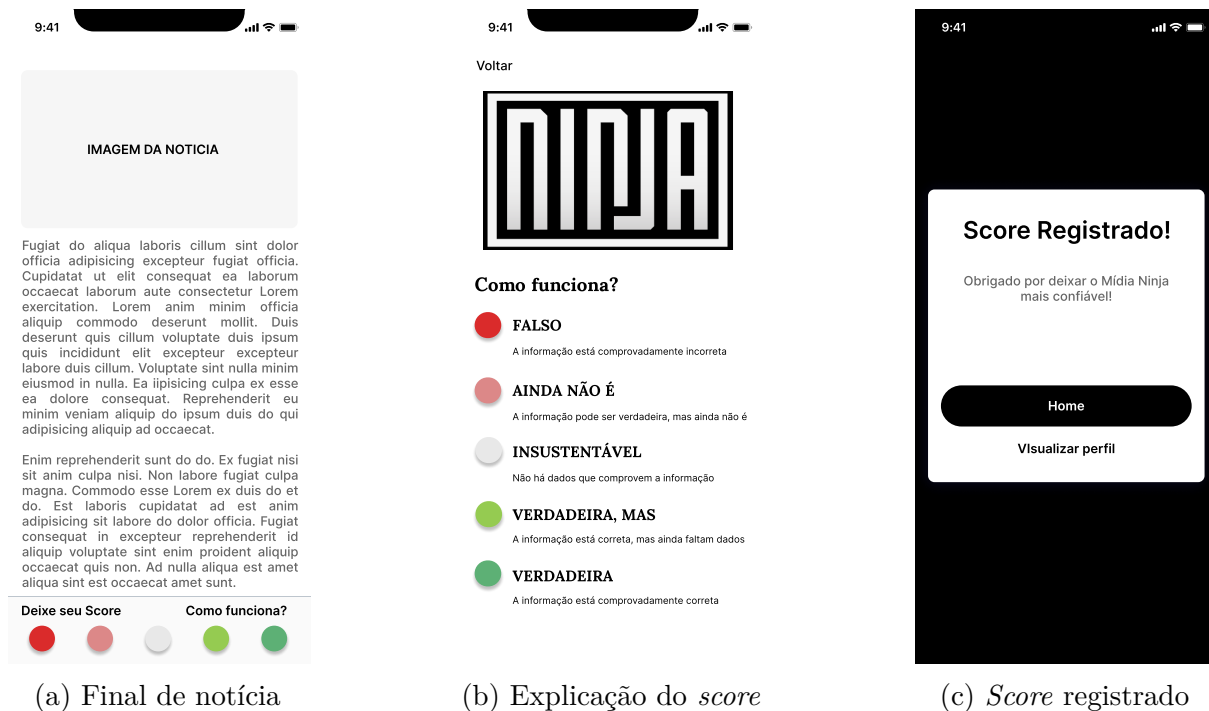 9:41
IMAGEM DA NOTICIA
Fugiat do aliqua laboris cillum sint dolor
officia adipisicing excepteur fugiat officia.
Cupidatat ut elit consequat ea laborum
occaecat laborum aute consectetur Lorem
exercitation. Lorem anim minim officia
aliquip commodo deserunt mollit. Duis
deserunt quis cillum voluptate duis ipsum
quis incididunt elit excepteur excepteur
labore duis cillum. Voluptate sint nulla minim
eiusmod in nulla. Ea iipisicing culpa ex esse
ea dolore consequat. Reprehenderit eu
minim veniam aliquip do ipsum duis do qui
adipisicing aliquip ad occaecat.
Enim reprehenderit sunt do do. Ex fugiat nisi
sit anim culpa nisi. Non labore fugiat culpa
magna. Commodo esse Lorem ex duis do et
do. Est laboris cupidatat ad est anim
adipisicing sit labore do dolor officia. Fugiat
consequat in excepteur reprehenderit id
aliquip voluptate sint enim proident aliquip
occaecat quis non. Ad nulla aliqua est amet
aliqua sint est occaecat amet sunt.
Deixe seu Score Como funciona?
(a) Final de notícia
9:41
Voltar
NINJA
Como funciona?
FALSO
A informação está comprovadamente incorreta
AINDA NÃO É
A informação pode ser verdadeira, mas ainda não é
INSUSTENTÁVEL
Não há dados que comprovem a informação
VERDADEIRA, MAS
A informação está correta, mas ainda faltam dados
VERDADEIRA
A informação está comprovadamente correta
(b) Explicação do score
9:41
Score Registrado!
Obrigado por deixar o Mídia Ninja
mais confiável!
Home
VIsualizar perfil
(c) Score registrado